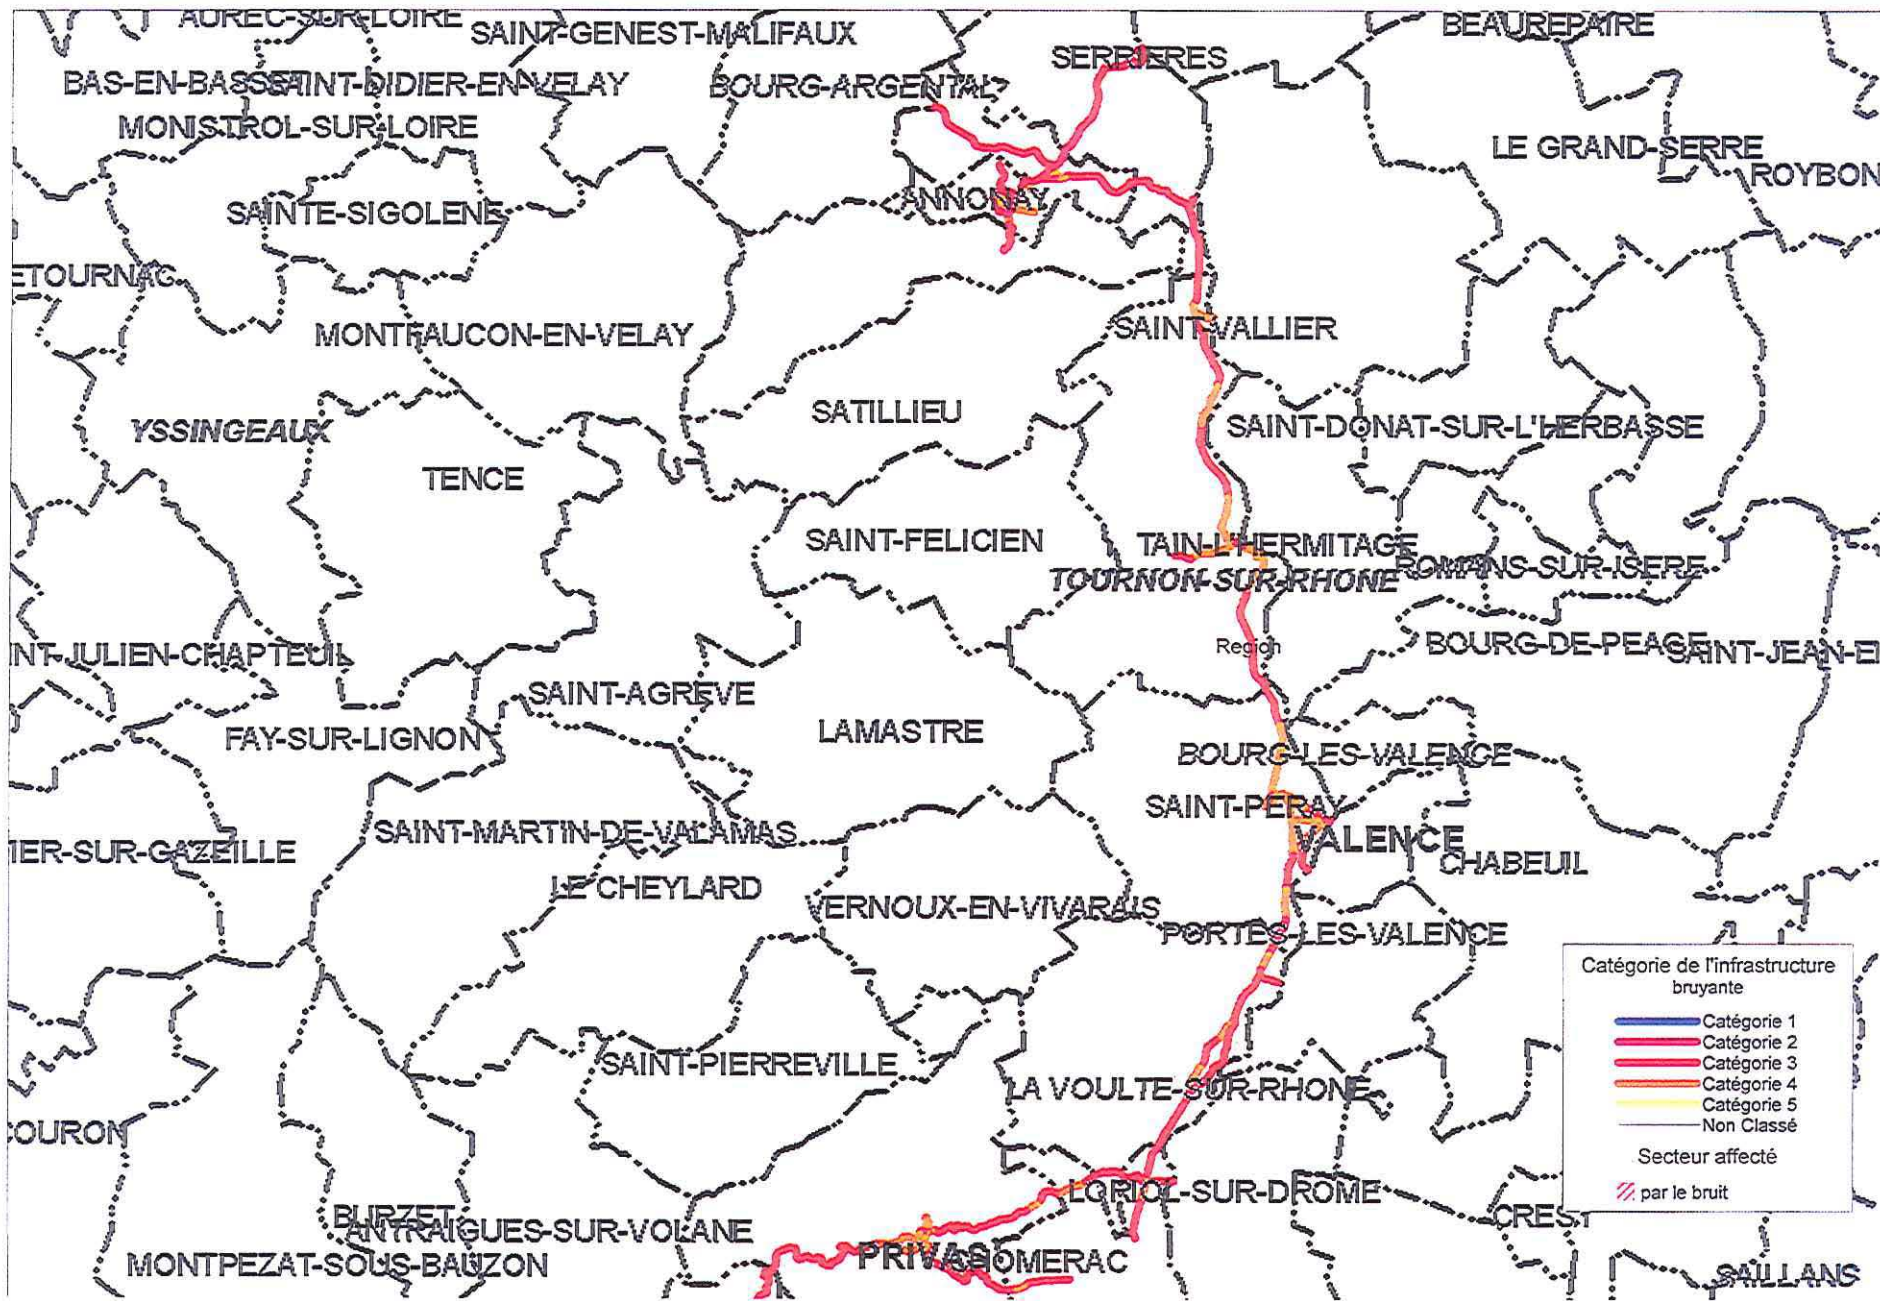 AUREC-SUR-LOIRE
SAINT-GENEST-MALIFAUX
BEAUREPAIRE
SERRIERES
BAS-EN-BASSET
SAINT-DIDIER-EN-VELAY
BOURG-ARGENTAL
MONISTROL-SUR-LOIRE
LE GRAND-SERRE
ROYBON
ANNONAY
SAINTE-SIGOLENE
ETOURNAC
MONTFAUCON-EN-VELAY
SAINT-VALLIER
SATILLIEU
YSSINGEAUX
SAINT-DONAT-SUR-L'HERBASSE
TENCE
SAINT-FELICIEN
TAIN-L'HERMITAGE
ROMANS-SUR-ISERE
TOURNON-SUR-RHONE
Region
BOURG-DE-PEAGE
SAINT-JEAN-E
INT-JULIEN-CHAPTEUIL
SAINT-AGREVE
LAMASTRE
FAY-SUR-LIGNON
BOURG-LES-VALENCE
SAINT-PERAY
SAINT-MARTIN-DE-VALAMAS
VALENCE
IER-SUR-GAZEILLE
CHABEUIL
LE CHEYLARD
VERNOUX-EN-VIVARAIS
PORTES-LES-VALENCE
Catégorie de l'infrastructure
bruyante
Catégorie 1
Catégorie 2
Catégorie 3
Catégorie 4
Catégorie 5
Non Classé
Secteur affecté
par le bruit
SAINT-PIERREVILLE
LA VOULTE-SUR-RHONE
COURON
LORIOL-SUR-DROME
CREST
BURZET
ANTRAIGUES-SUR-VOLANE
PRIVAS
CHOMERAC
MONTPEZAT-SOUS-BAUZON
SAILLANS